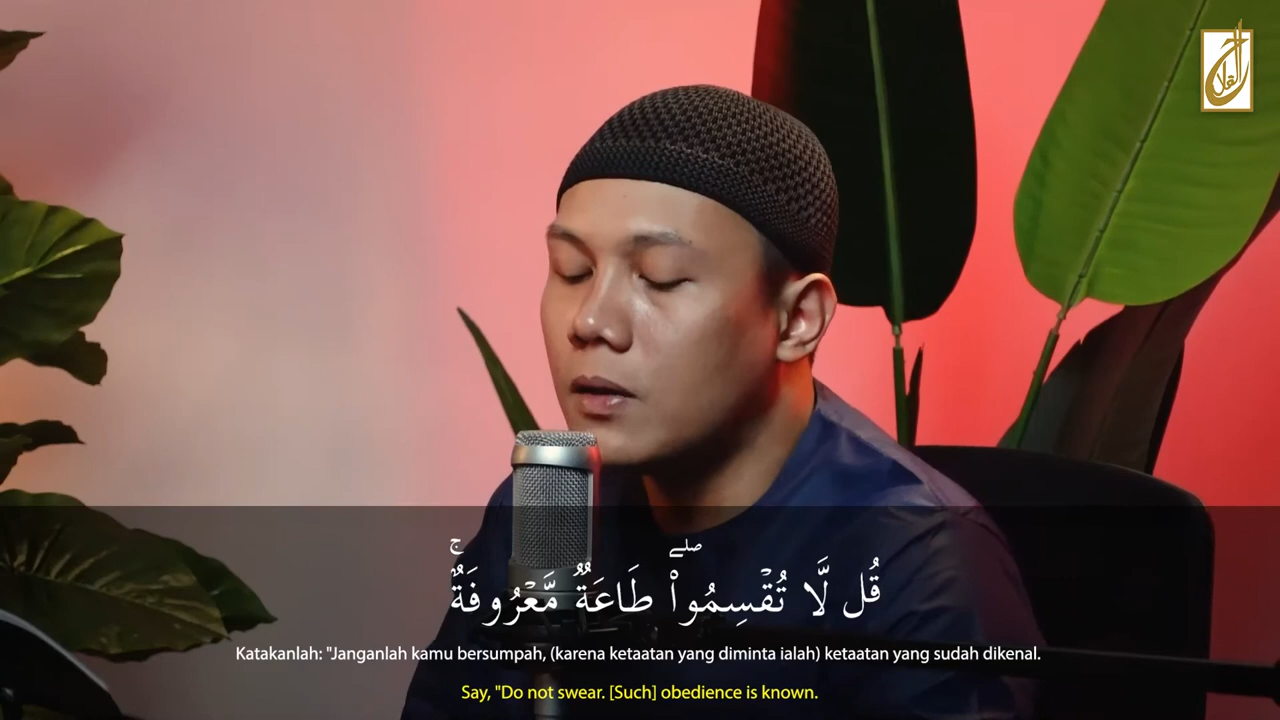 العلاج
قُل لَّا تُقْسِمُوا۟ ۖ طَاعَةٌ مَّعْرُوفَةٌ ۚ
Katakanlah: "Janganlah kamu bersumpah, (karena ketaatan yang diminta ialah) ketaatan yang sudah dikenal.
Say, "Do not swear. [Such] obedience is known.